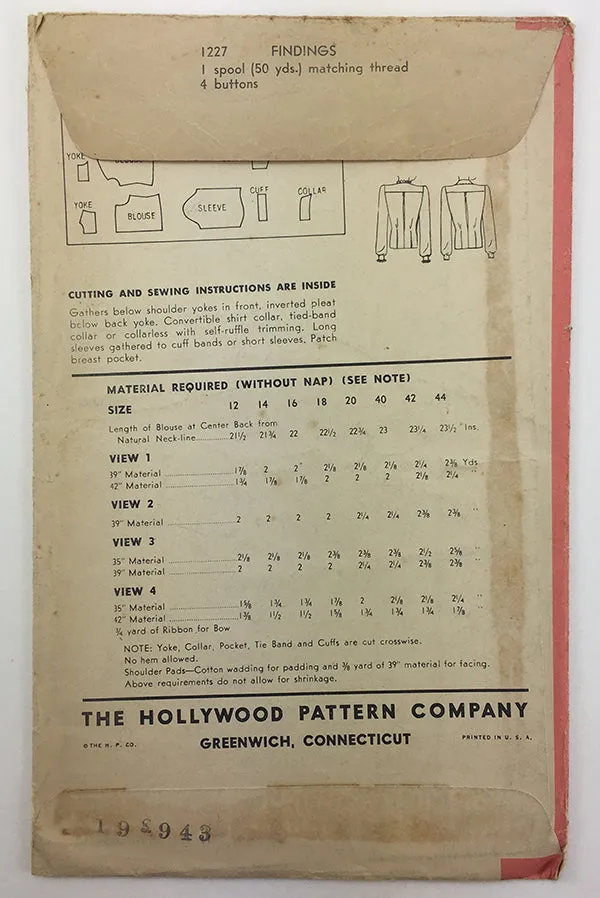 1227 FINDINGS
1 spool (50 yds.) matching thread
4 buttons
YOKE
YOKE BLOUSE SLEEVE CUFF COLLAR
CUTTING AND SEWING INSTRUCTIONS ARE INSIDE
Gathers below shoulder yokes in front, inverted pleat
below back yoke. Convertible shirt collar, tied-band
collar or collarless with self-ruffle trimming. Long
sleeves gathered to cuff bands or short sleeves. Patch
breast pocket.
MATERIAL REQUIRED (WITHOUT NAP) (SEE NOTE)
SIZE 12 14 16 18 20 40 42 44
Length of Blouse at Center Back from
Natural Neck-line 21½ 21¾ 22 22½ 22¾ 23 23¼ 23½ Ins.
VIEW 1
39" Material 1⅞ 2 2 2⅛ 2⅛ 2⅛ 2¼ 2⅜ Yds.
42" Material 1¾ 1⅞ 1⅞ 2 2 2 2⅛ 2¼ "
VIEW 2
39" Material 2 2 2 2 2¼ 2¼ 2⅜ 2⅜ "
VIEW 3
35" Material 2⅛ 2⅛ 2⅛ 2⅜ 2⅜ 2⅜ 2½ 2⅝ "
39" Material 2 2 2 2 2¼ 2¼ 2⅜ 2⅜ "
VIEW 4
35" Material 1⅝ 1¾ 1¾ 1⅞ 2 2⅛ 2⅛ 2¼ "
42" Material 1⅜ 1½ 1½ 1⅝ 1¾ 1¾ 1¾ 1⅞ "
¾ yard of Ribbon for Bow
NOTE: Yoke, Collar, Pocket, Tie Band and Cuffs are cut crosswise.
No hem allowed.
Shoulder Pads—Cotton wadding for padding and ⅜ yard of 39" material for facing.
Above requirements do not allow for shrinkage.
THE HOLLYWOOD PATTERN COMPANY
© THE H. P. CO. GREENWICH, CONNECTICUT PRINTED IN U. S. A.